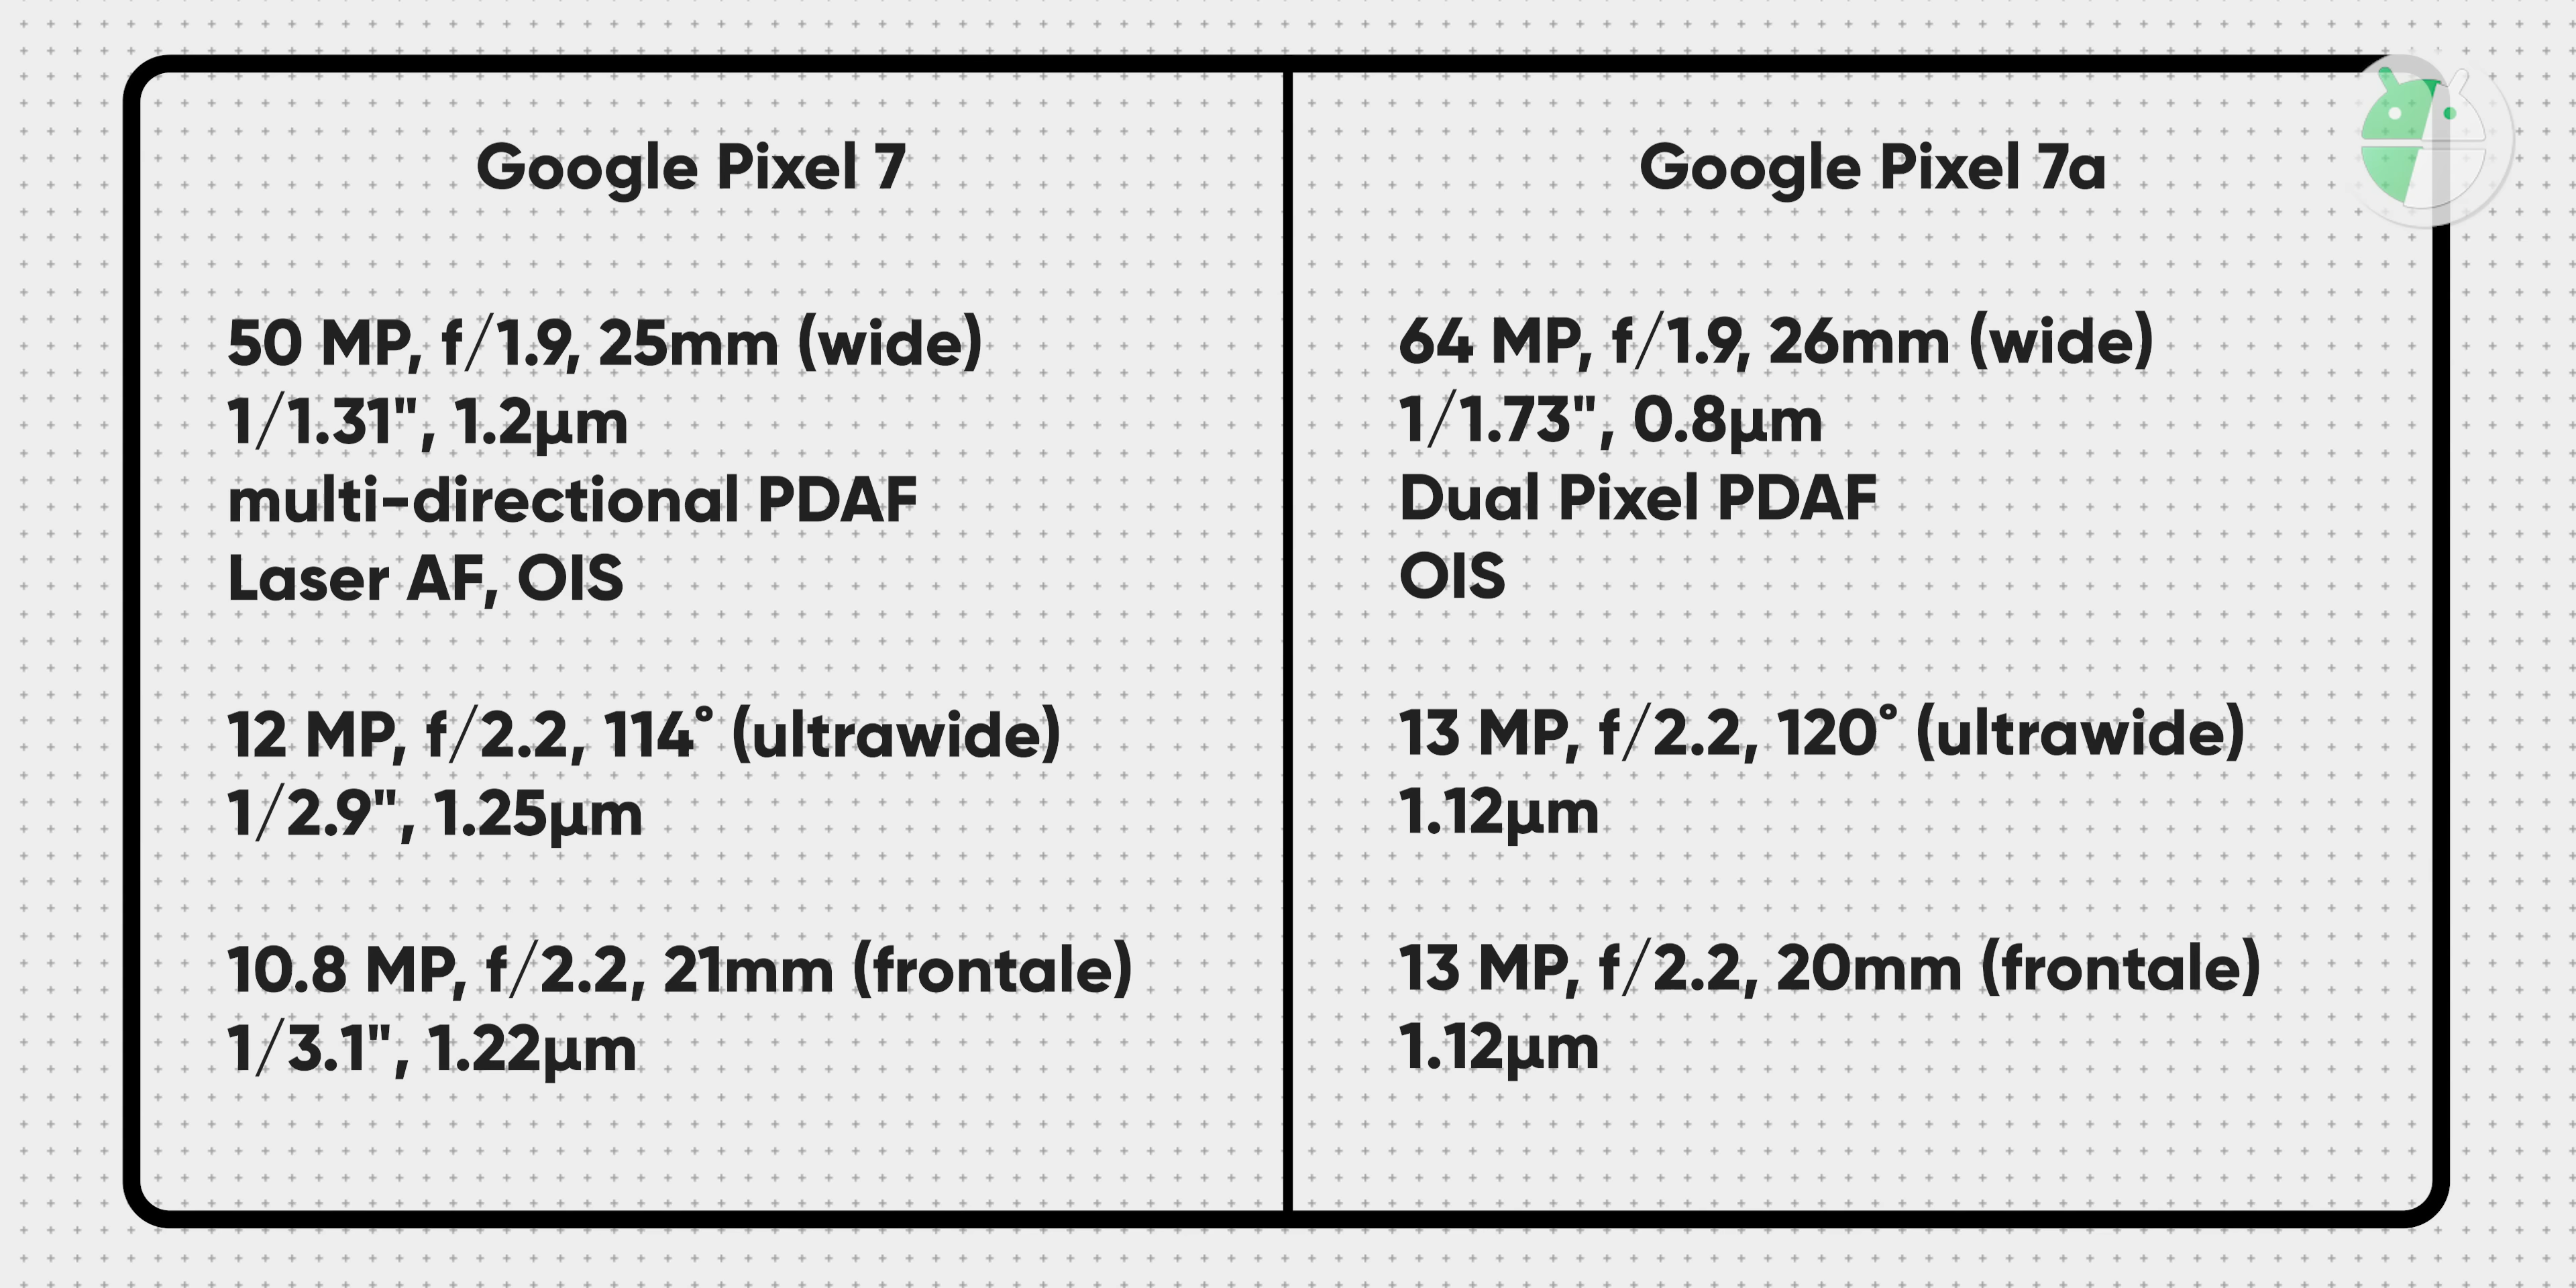 Google Pixel 7
50 MP, f/1.9, 25mm (wide)
1/1.31", 1.2µm
multi-directional PDAF
Laser AF, OIS
12 MP, f/2.2, 114° (ultrawide)
1/2.9", 1.25µm
10.8 MP, f/2.2, 21mm (frontale)
1/3.1", 1.22µm
Google Pixel 7a
64 MP, f/1.9, 26mm (wide)
1/1.73", 0.8µm
Dual Pixel PDAF
OIS
13 MP, f/2.2, 120° (ultrawide)
1.12µm
13 MP, f/2.2, 20mm (frontale)
1.12µm